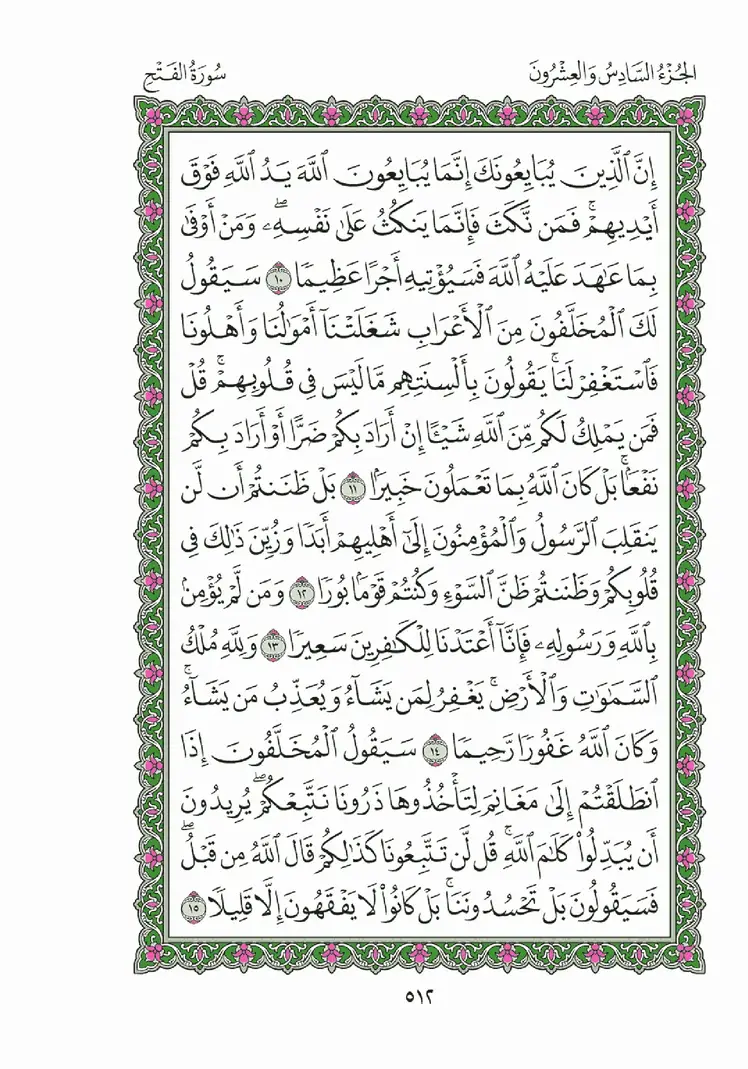 الجُزْءُ السَّادِسُ وَالعِشْرُونَ
سُورَةُ الفَتْحِ
إِنَّ ٱلَّذِينَ يُبَايِعُونَكَ إِنَّمَا يُبَايِعُونَ ٱللَّهَ يَدُ ٱللَّهِ فَوْقَ
أَيْدِيهِمْۚ فَمَن نَّكَثَ فَإِنَّمَا يَنكُثُ عَلَىٰ نَفْسِهِۦۖ وَمَنْ أَوْفَىٰ
بِمَا عَٰهَدَ عَلَيْهُ ٱللَّهَ فَسَيُؤْتِيهِ أَجْرًا عَظِيمًا ١٠ سَيَقُولُ
لَكَ ٱلْمُخَلَّفُونَ مِنَ ٱلْأَعْرَابِ شَغَلَتْنَآ أَمْوَٰلُنَا وَأَهْلُونَا
فَٱسْتَغْفِرْ لَنَاۚ يَقُولُونَ بِأَلْسِنَتِهِم مَّا لَيْسَ فِى قُلُوبِهِمْۚ قُلْ
فَمَن يَمْلِكُ لَكُم مِّنَ ٱللَّهِ شَيْـًٔا إِنْ أَرَادَ بِكُمْ ضَرًّا أَوْ أَرَادَ بِكُمْ
نَفْعًۢاۚ بَلْ كَانَ ٱللَّهُ بِمَا تَعْمَلُونَ خَبِيرًۢا ١١ بَلْ ظَنَنتُمْ أَن لَّن
يَنقَلِبَ ٱلرَّسُولُ وَٱلْمُؤْمِنُونَ إِلَىٰٓ أَهْلِيهِمْ أَبَدًا وَزُيِّنَ ذَٰلِكَ فِى
قُلُوبِكُمْ وَظَنَنتُمْ ظَنَّ ٱلسَّوْءِ وَكُنتُمْ قَوْمًۢا بُورًا ١٢ وَمَن لَّمْ يُؤْمِنۢ
بِٱللَّهِ وَرَسُولِهِۦ فَإِنَّآ أَعْتَدْنَا لِلْكَٰفِرِينَ سَعِيرًا ١٣ وَلِلَّهِ مُلْكُ
ٱلسَّمَٰوَٰتِ وَٱلْأَرْضِۚ يَغْفِرُ لِمَن يَشَآءُ وَيُعَذِّبُ مَن يَشَآءُۚ
وَكَانَ ٱللَّهُ غَفُورًا رَّحِيمًا ١٤ سَيَقُولُ ٱلْمُخَلَّفُونَ إِذَا
ٱنطَلَقْتُمْ إِلَىٰ مَغَانِمَ لِتَأْخُذُوهَا ذَرُونَا نَتَّبِعْكُمْۖ يُرِيدُونَ
أَن يُبَدِّلُوا۟ كَلَٰمَ ٱللَّهِۚ قُل لَّن تَتَّبِعُونَا كَذَٰلِكُمْ قَالَ ٱللَّهُ مِن قَبْلُۖ
فَسَيَقُولُونَ بَلْ تَحْسُدُونَنَاۚ بَلْ كَانُوا۟ لَا يَفْقَهُونَ إِلَّا قَلِيلًا ١٥
٥١٢